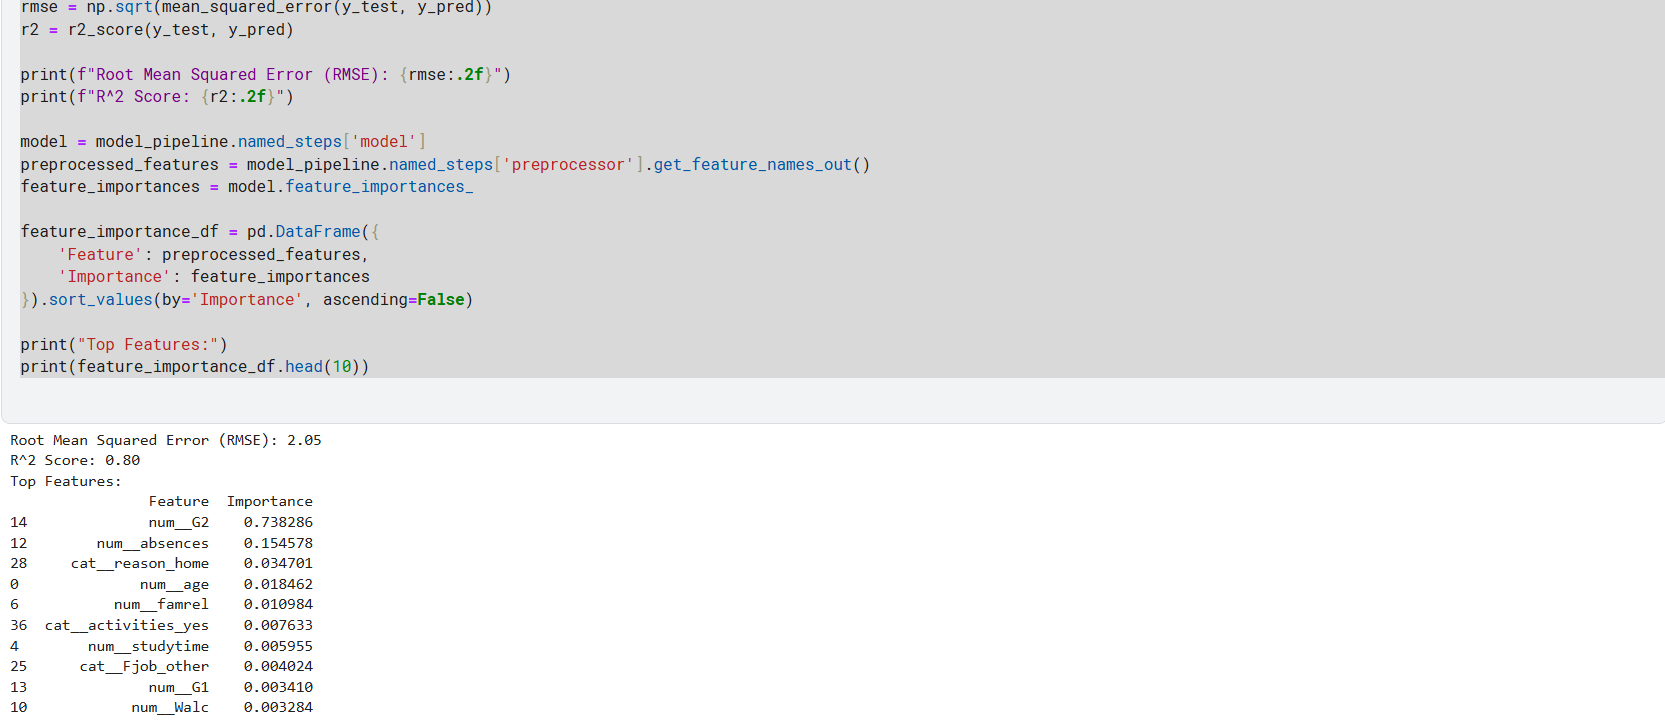 rmse = np.sqrt(mean_squared_error(y_test, y_pred))
r2 = r2_score(y_test, y_pred)
print(f"Root Mean Squared Error (RMSE): {rmse:.2f}")
print(f"R^2 Score: {r2:.2f}")
model = model_pipeline.named_steps['model']
preprocessed_features = model_pipeline.named_steps['preprocessor'].get_feature_names_out()
feature_importances = model.feature_importances_
feature_importance_df = pd.DataFrame({
    'Feature': preprocessed_features,
    'Importance': feature_importances
}).sort_values(by='Importance', ascending=False)
print("Top Features:")
print(feature_importance_df.head(10))
Root Mean Squared Error (RMSE): 2.05
R^2 Score: 0.80
Top Features:
                Feature  Importance
14              num__G2    0.738286
12        num__absences    0.154578
28     cat__reason_home    0.034701
0              num__age    0.018462
6           num__famrel    0.010984
36  cat__activities_yes    0.007633
4        num__studytime    0.005955
25      cat__Fjob_other    0.004024
13              num__G1    0.003410
10            num__Walc    0.003284